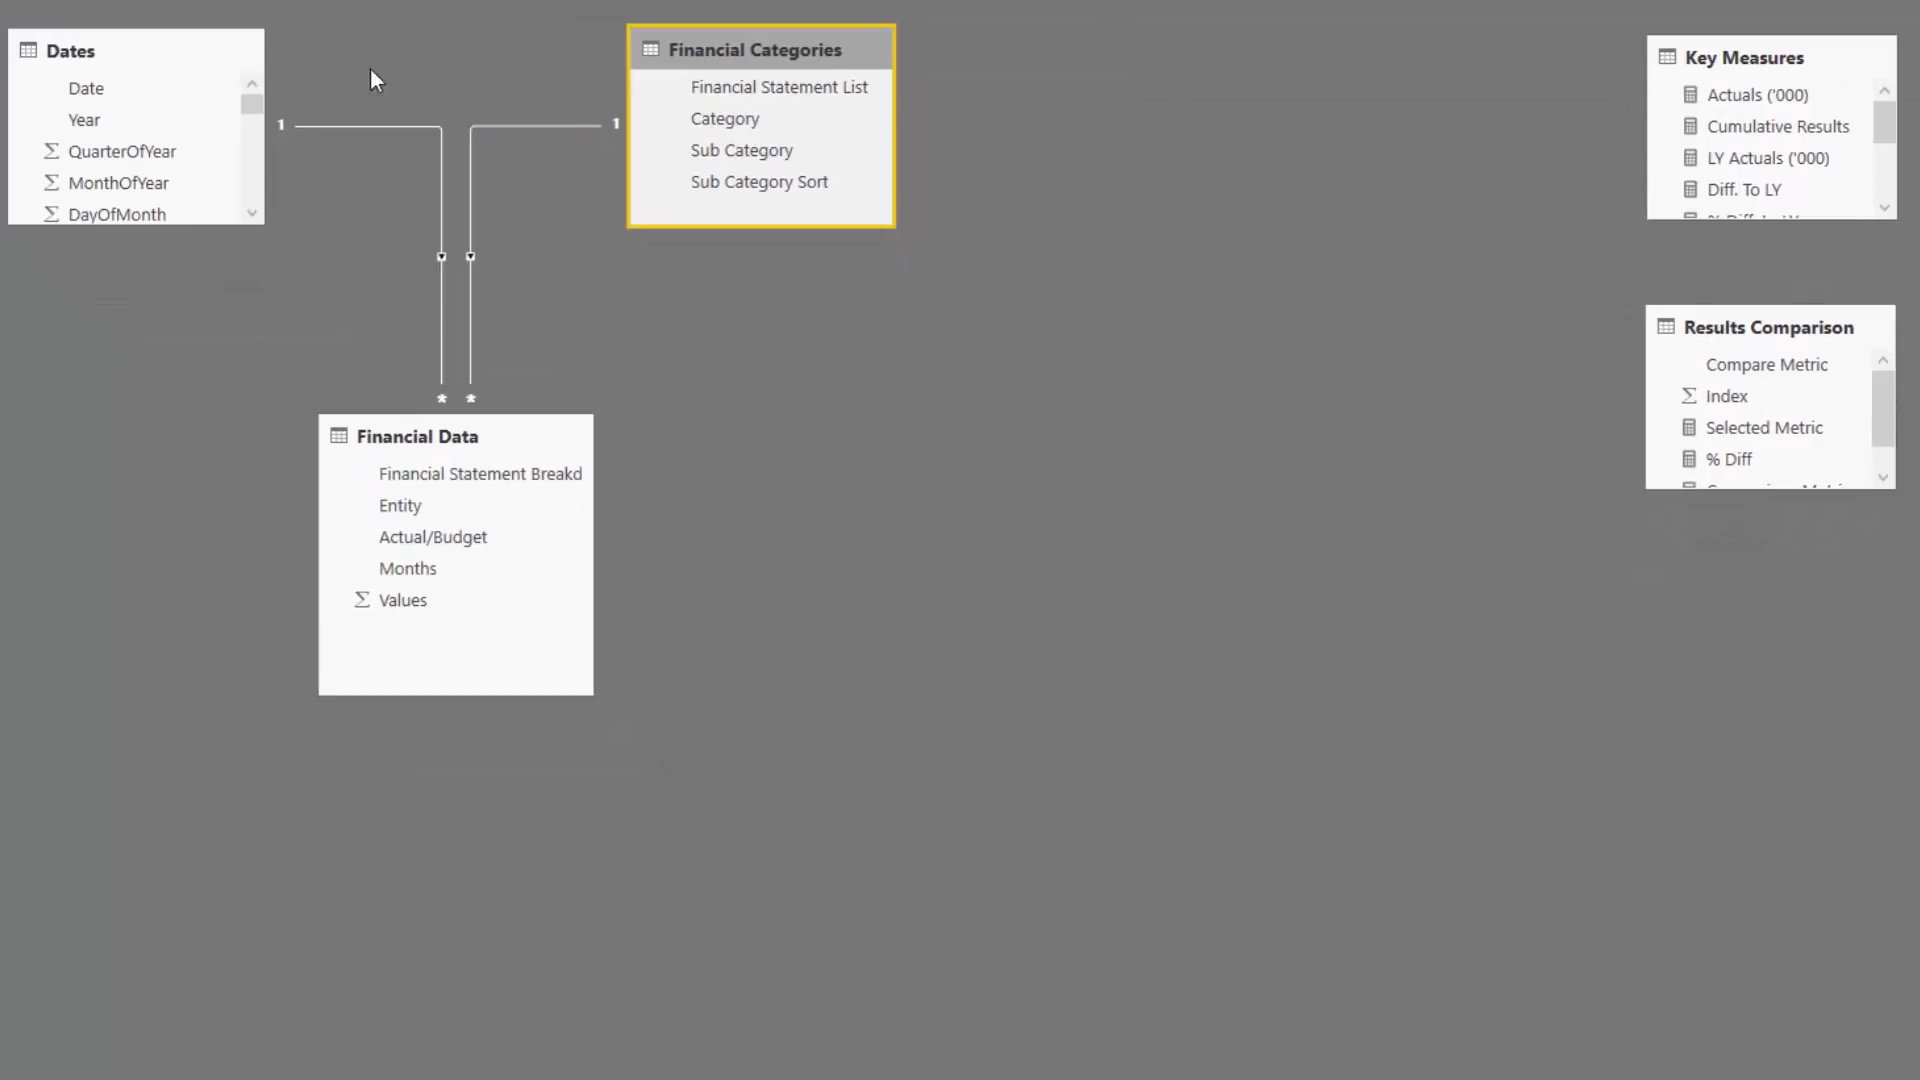 Dates
Date
Year
QuarterOfYear
MonthOfYear
DayOfMonth
1
1
*
*
Financial Categories
Financial Statement List
Category
Sub Category
Sub Category Sort
Financial Data
Financial Statement Breakd
Entity
Actual/Budget
Months
Values
Key Measures
Actuals ('000)
Cumulative Results
LY Actuals ('000)
Diff. To LY
Results Comparison
Compare Metric
Index
Selected Metric
% Diff